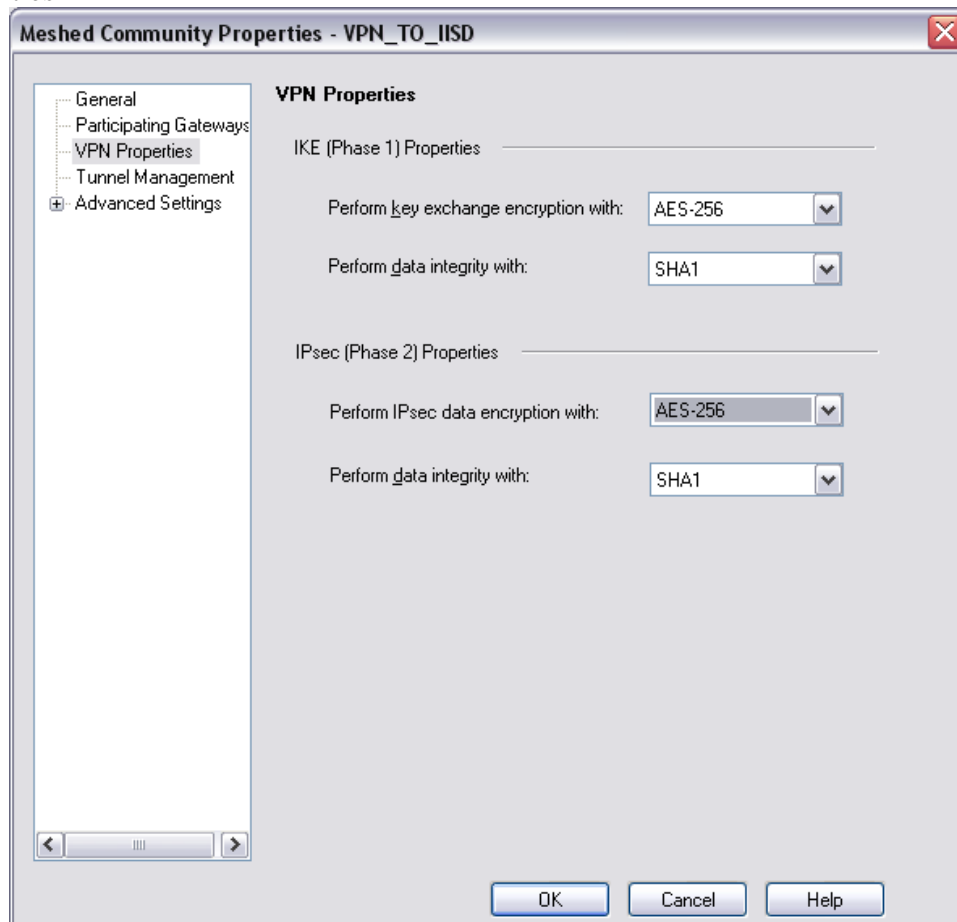 Meshed Community Properties - VPN_TO_IISD
General
Participating Gateways
VPN Properties
Tunnel Management
Advanced Settings
VPN Properties
IKE (Phase 1) Properties
Perform key exchange encryption with: AES-256
Perform data integrity with: SHA1
IPsec (Phase 2) Properties
Perform IPsec data encryption with: AES-256
Perform data integrity with: SHA1
OK Cancel Help